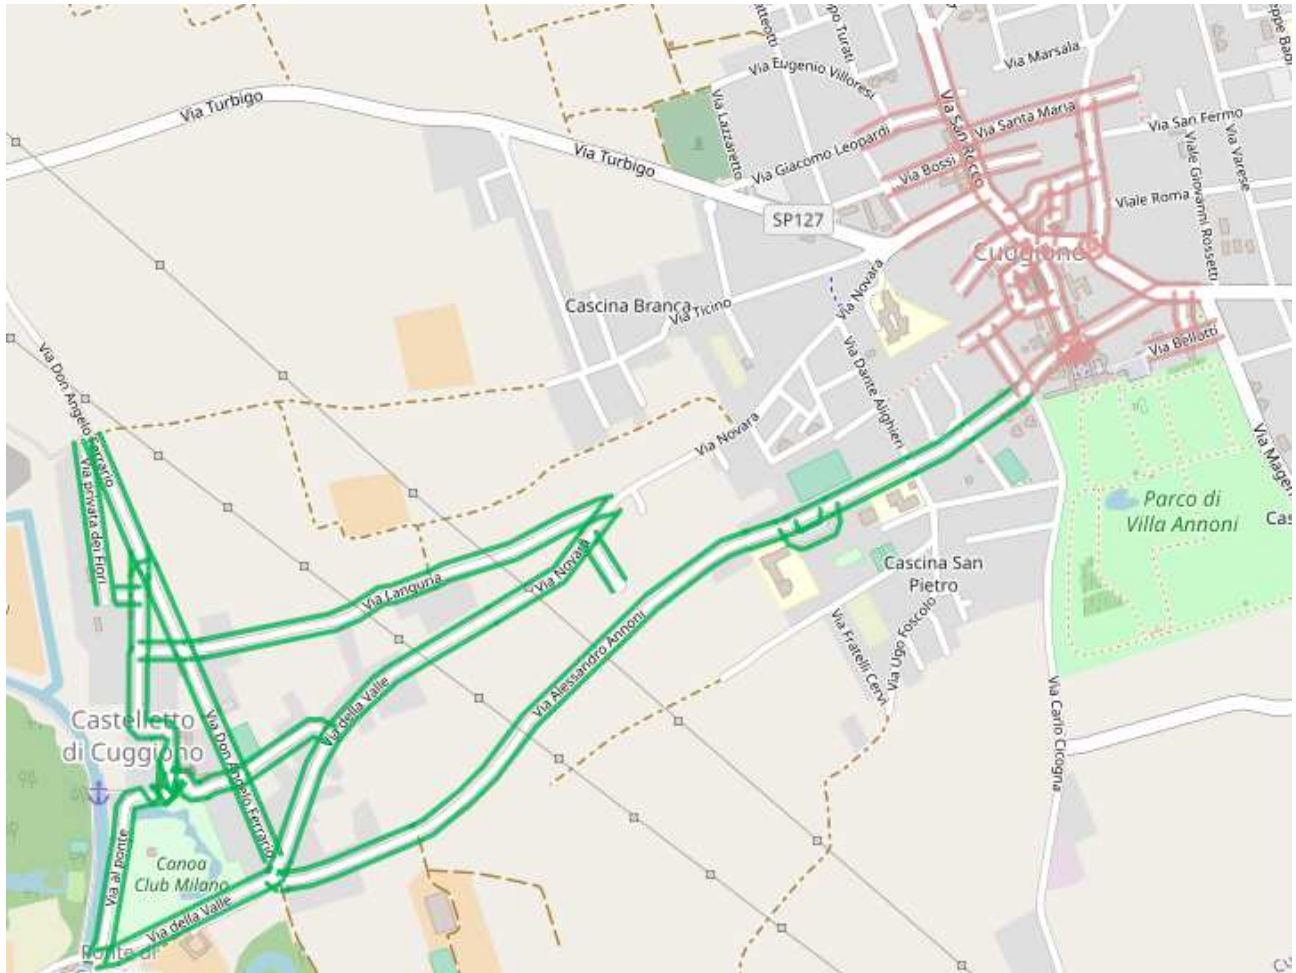 Via Marsala
Via Eugenio Villoresi
Via Turbigo
Via Lazzaretto
Via San Rocco
Via Santa Maria
Via San Fermo
Via Varese
Via Giacomo Leopardi
Via Turbigo
Via Bossi
Viale Giovanni Rossetti
Viale Roma
SP127
Cuggiono
Via Novara
Cascina Branca
Via Ticino
Via Bellotti
Via Don Angelo Ferrario
Via Dante Alighieri
Via Novara
Via Magen
Via privata dei Fiori
Parco di
Villa Annoni
Cas
Via Languria
Via Novara
Cascina San
Pietro
Via Alessandro Annoni
Via Ugo Foscolo
Via Fratelli Cervi
Via della Valle
Via Carlo Cicogna
Castelletto
di Cuggiono
Via Don Angelo Ferrario
Via al ponte
Canoa
Club Milano
Via della Valle
Ponte di